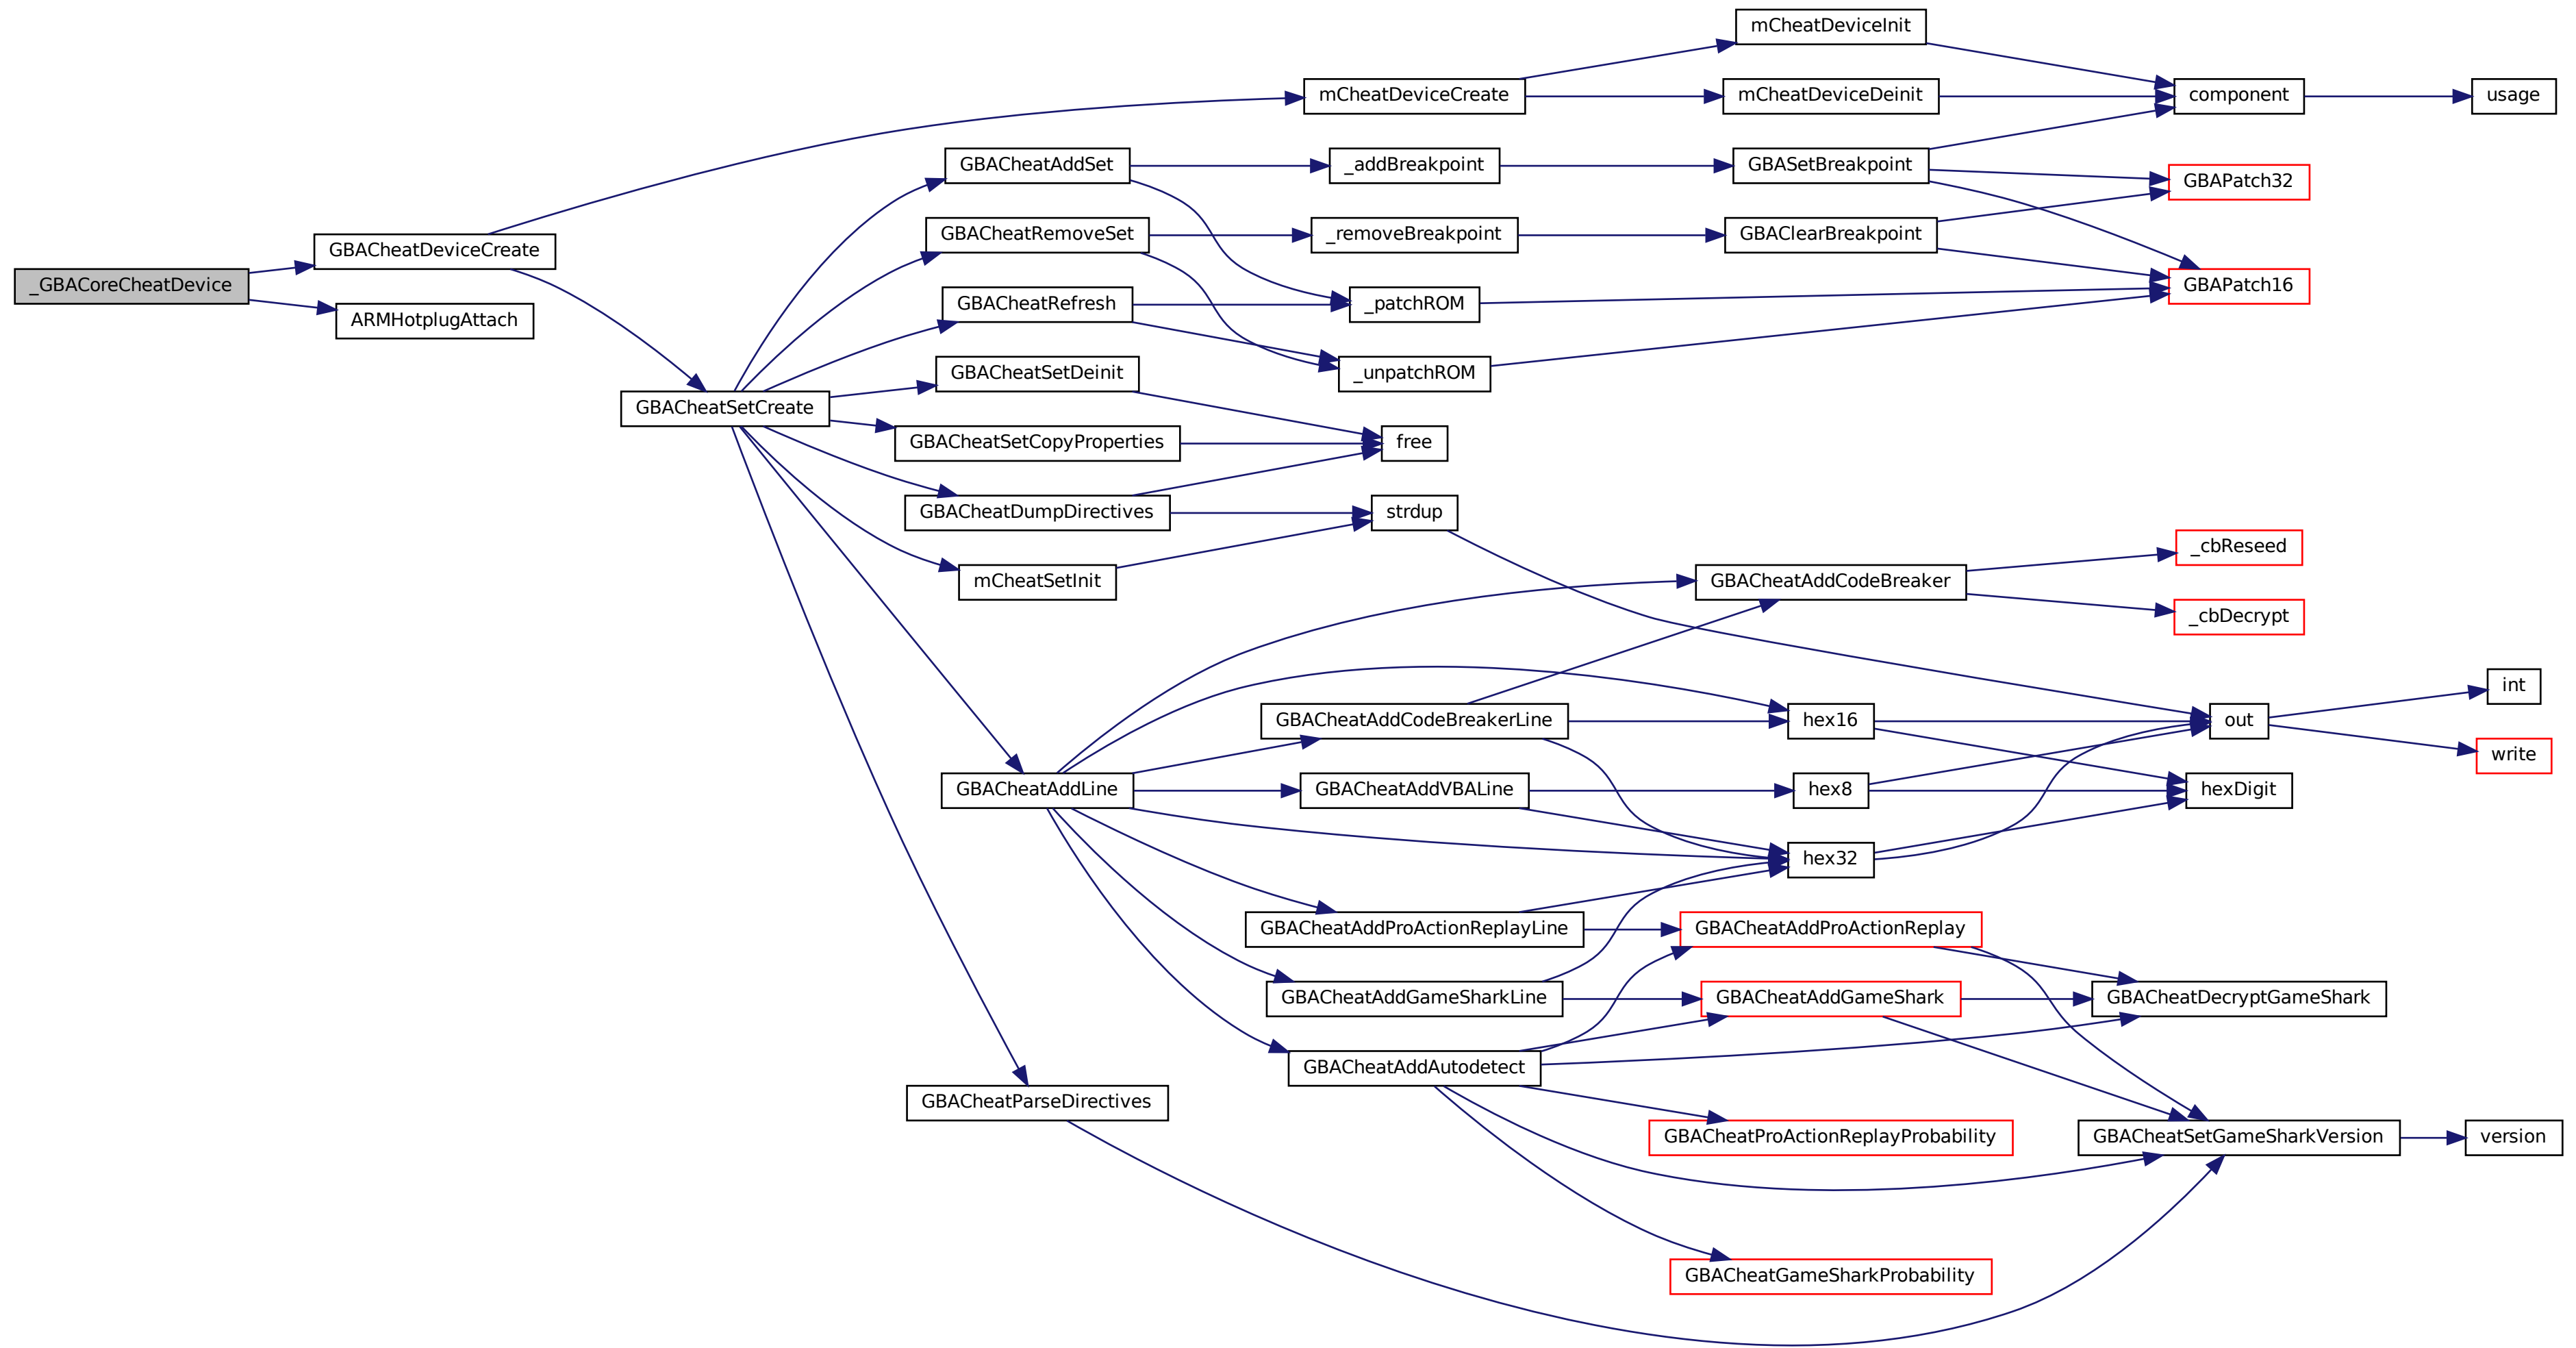 _GBACoreCheatDevice
GBACheatDeviceCreate
ARMHotplugAttach
GBACheatSetCreate
GBACheatAddSet
GBACheatRemoveSet
GBACheatRefresh
GBACheatSetDeinit
GBACheatSetCopyProperties
GBACheatDumpDirectives
mCheatSetInit
GBACheatAddLine
GBACheatParseDirectives
mCheatDeviceCreate
_addBreakpoint
_removeBreakpoint
_patchROM
_unpatchROM
free
strdup
GBACheatAddCodeBreakerLine
GBACheatAddVBALine
GBACheatAddProActionReplayLine
GBACheatAddGameSharkLine
GBACheatAddAutodetect
mCheatDeviceInit
mCheatDeviceDeinit
GBASetBreakpoint
GBAClearBreakpoint
GBACheatAddCodeBreaker
hex16
hex8
hex32
GBACheatAddProActionReplay
GBACheatAddGameShark
GBACheatProActionReplayProbability
GBACheatGameSharkProbability
component
GBAPatch32
GBAPatch16
_cbReseed
_cbDecrypt
out
hexDigit
GBACheatDecryptGameShark
GBACheatSetGameSharkVersion
usage
int
write
version